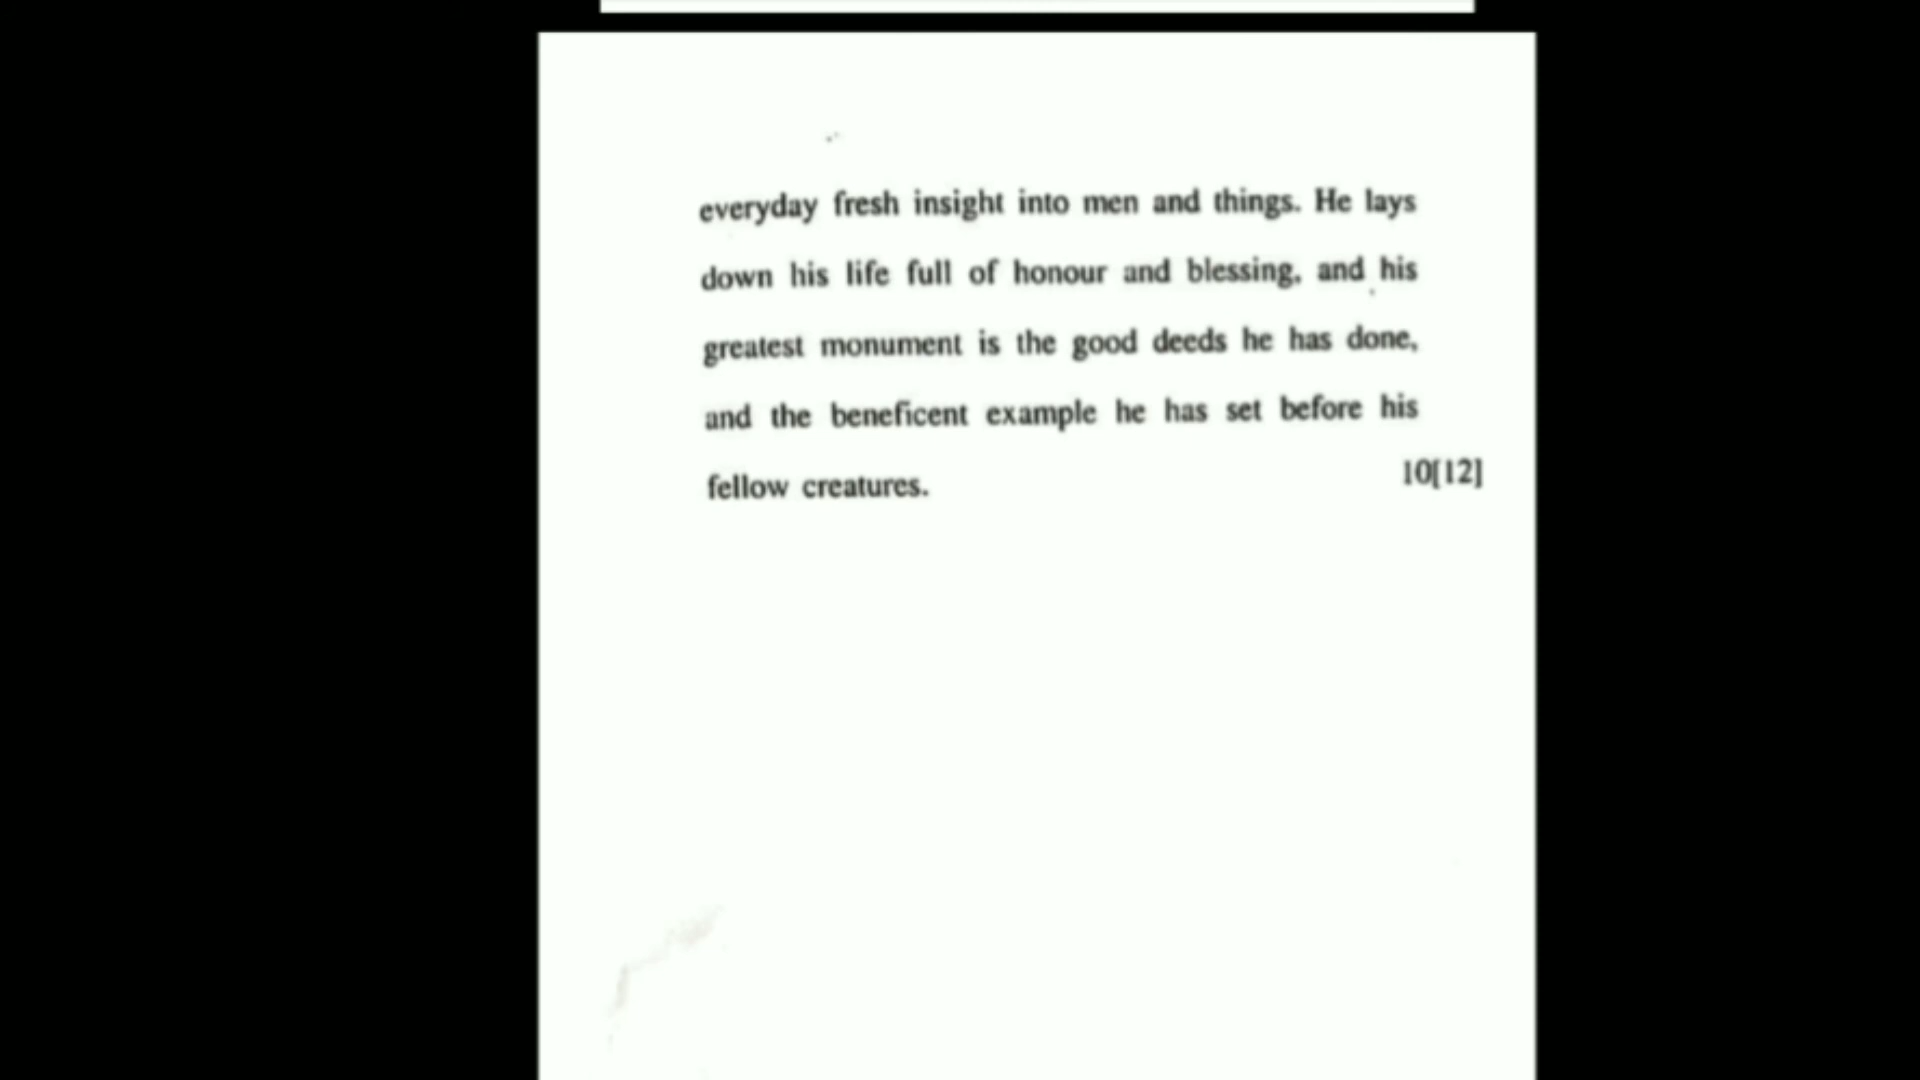 everyday fresh insight into men and things. He lays
down his life full of honour and blessing, and his
greatest monument is the good deeds he has done,
and the beneficent example he has set before his
fellow creatures. 10[12]